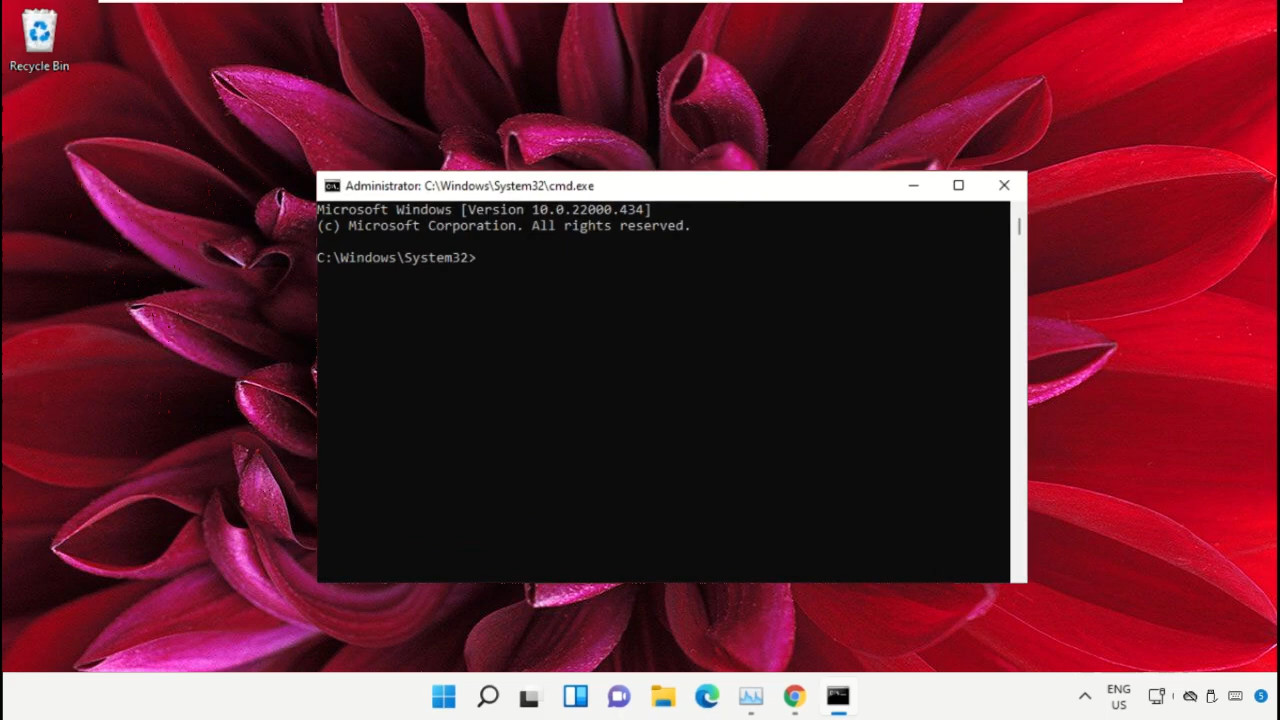 Recycle Bin
Administrator: C:\Windows\System32\cmd.exe
Microsoft Windows [Version 10.0.22000.434]
(c) Microsoft Corporation. All rights reserved.
C:\Windows\System32>
ENG
US
5